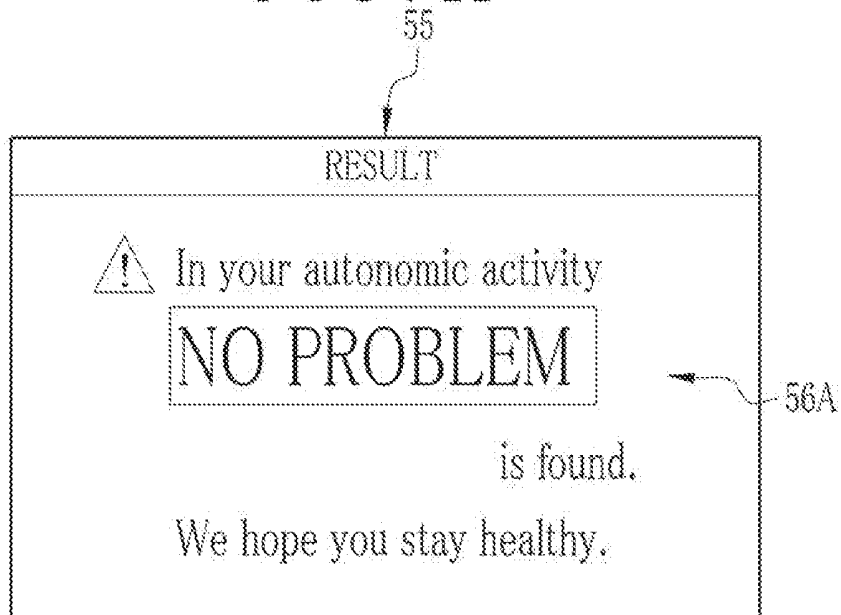 55
RESULT
In your autonomic activity
NO PROBLEM
56A
is found.
We hope you stay healthy.